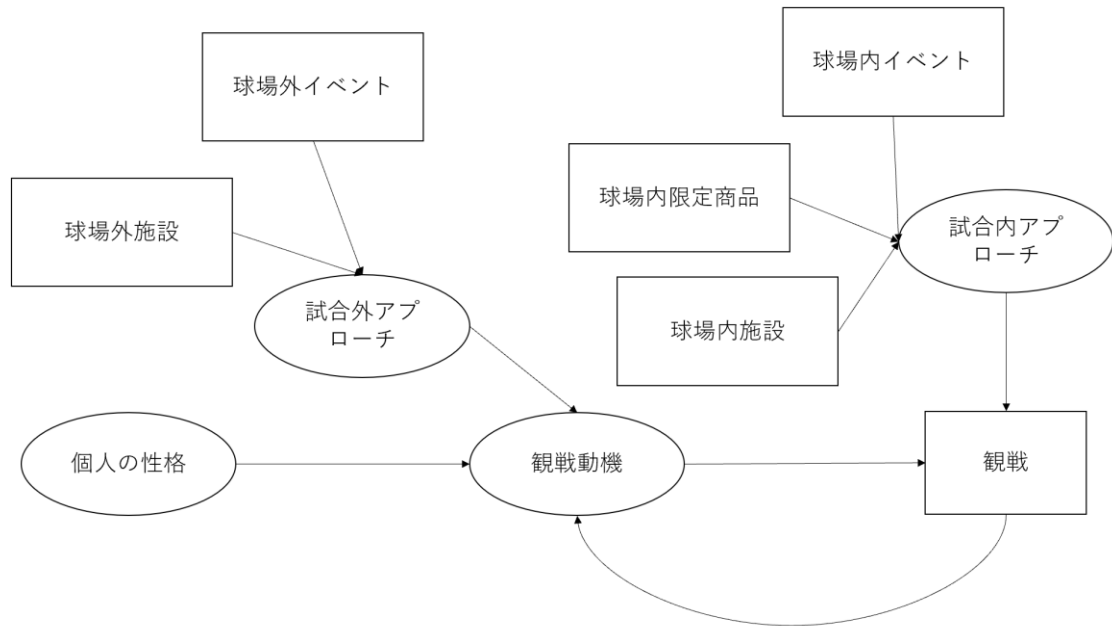 球場外イベント
球場内イベント
球場外施設
球場内限定商品
試合内アプ
ローチ
試合外アプ
ローチ
球場内施設
個人の性格
観戦動機
観戦